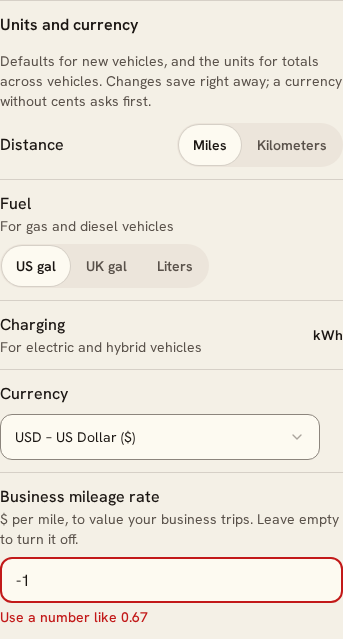 Units and currency
Defaults for new vehicles, and the units for totals
across vehicles. Changes save right away; a currency
without cents asks first.
Distance
Miles
Kilometers
Fuel
For gas and diesel vehicles
US gal
UK gal
Liters
Charging
For electric and hybrid vehicles
kWh
Currency
USD – US Dollar ($)
Business mileage rate
$ per mile, to value your business trips. Leave empty
to turn it off.
-1
Use a number like 0.67